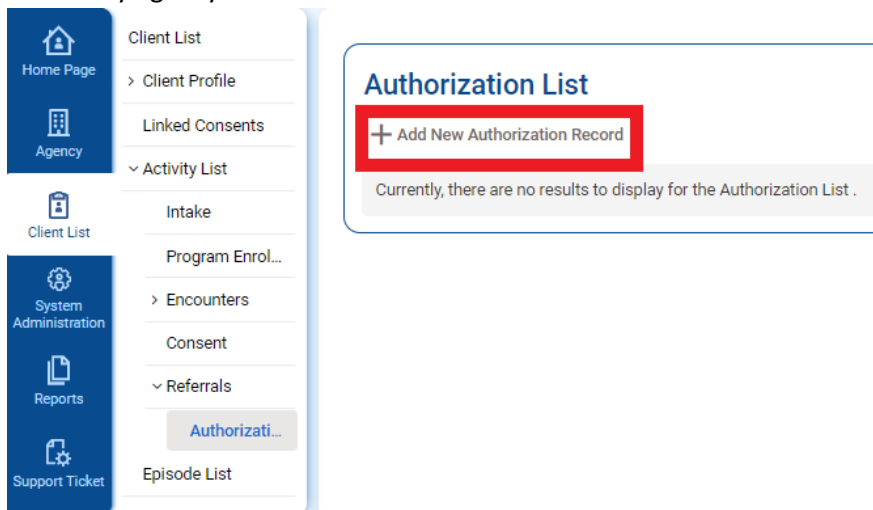 Home Page
Agency
Client List
System
Administration
Reports
Support Ticket
Client List
> Client Profile
Linked Consents
Activity List
Intake
Program Enrol...
> Encounters
Consent
Referrals
Authorizati...
Episode List
Authorization List
+ Add New Authorization Record
Currently, there are no results to display for the Authorization List .